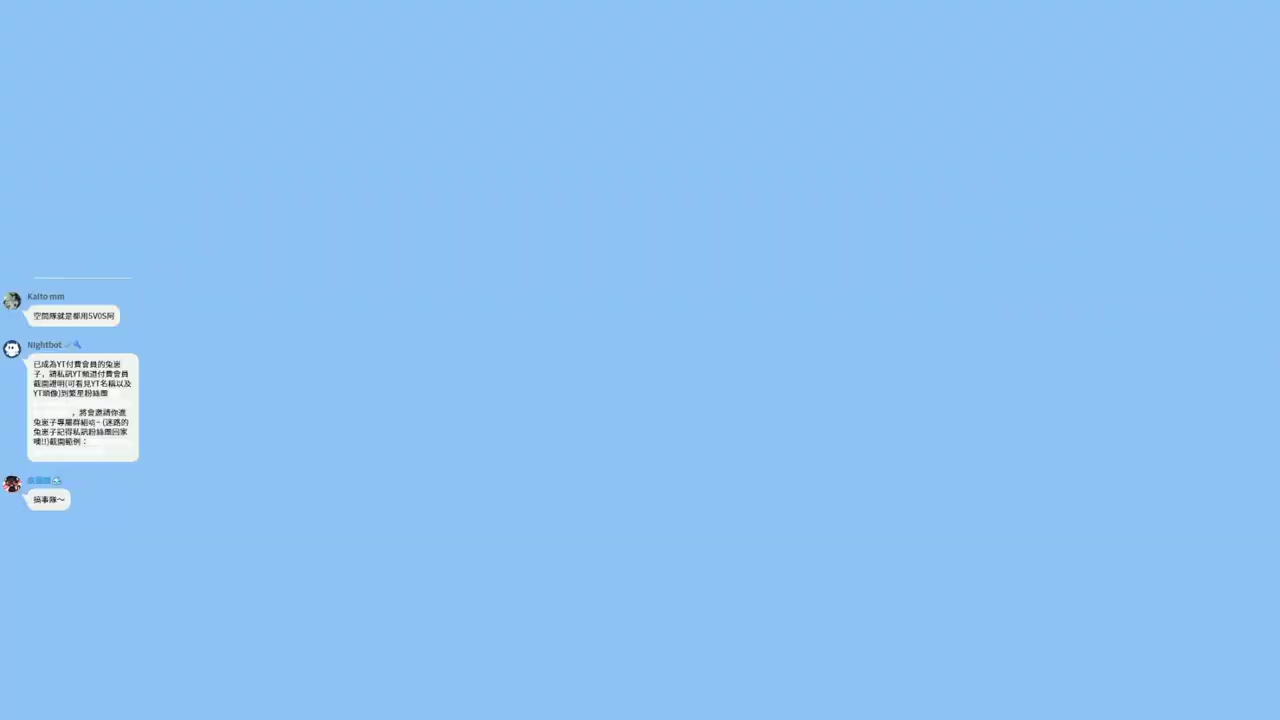 Kaito mm
空間隊就是都用5V0S阿
Nightbot
已成為YT付費會員的兔崽
子，請私訊YT頻道付費會員
截圖證明(可看見YT名稱以及
YT頭像)到繁星粉絲團
，將會邀請你進
兔崽子專屬群組唷~ (迷路的
兔崽子記得私訊粉絲團回家
噢!!)截圖範例：
搞事隊～